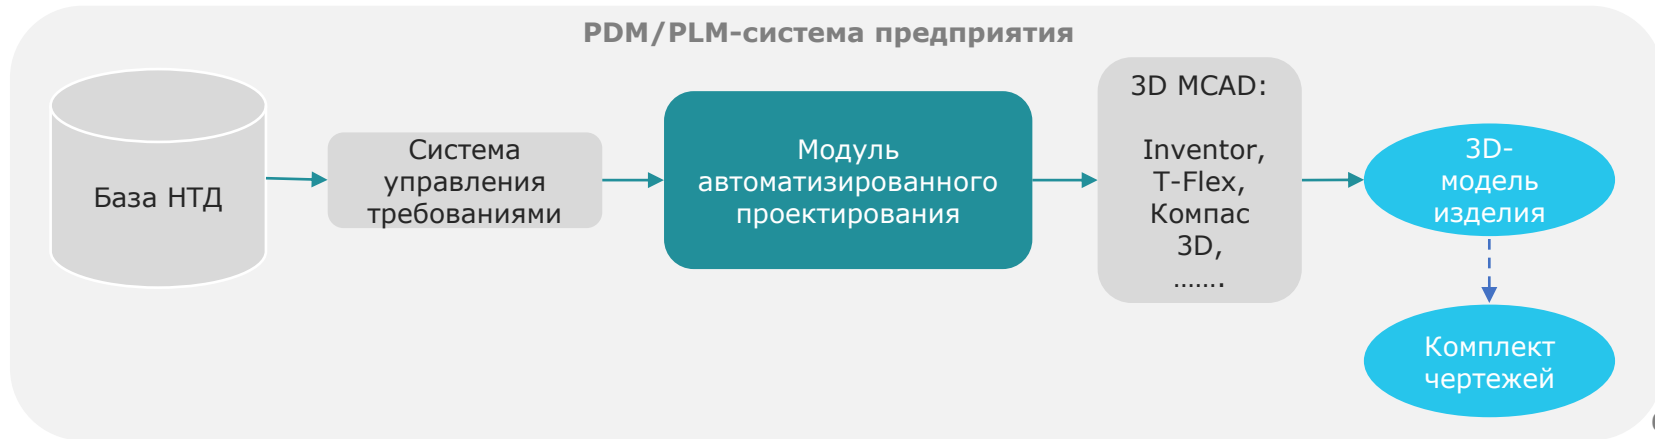 PDM/PLM-система предприятия
База НТД
Система
управления
требованиями
Модуль
автоматизированного
проектирования
3D MCAD:
Inventor,
T-Flex,
Компас
3D,
.......
3D-
модель
изделия
Комплект
чертежей